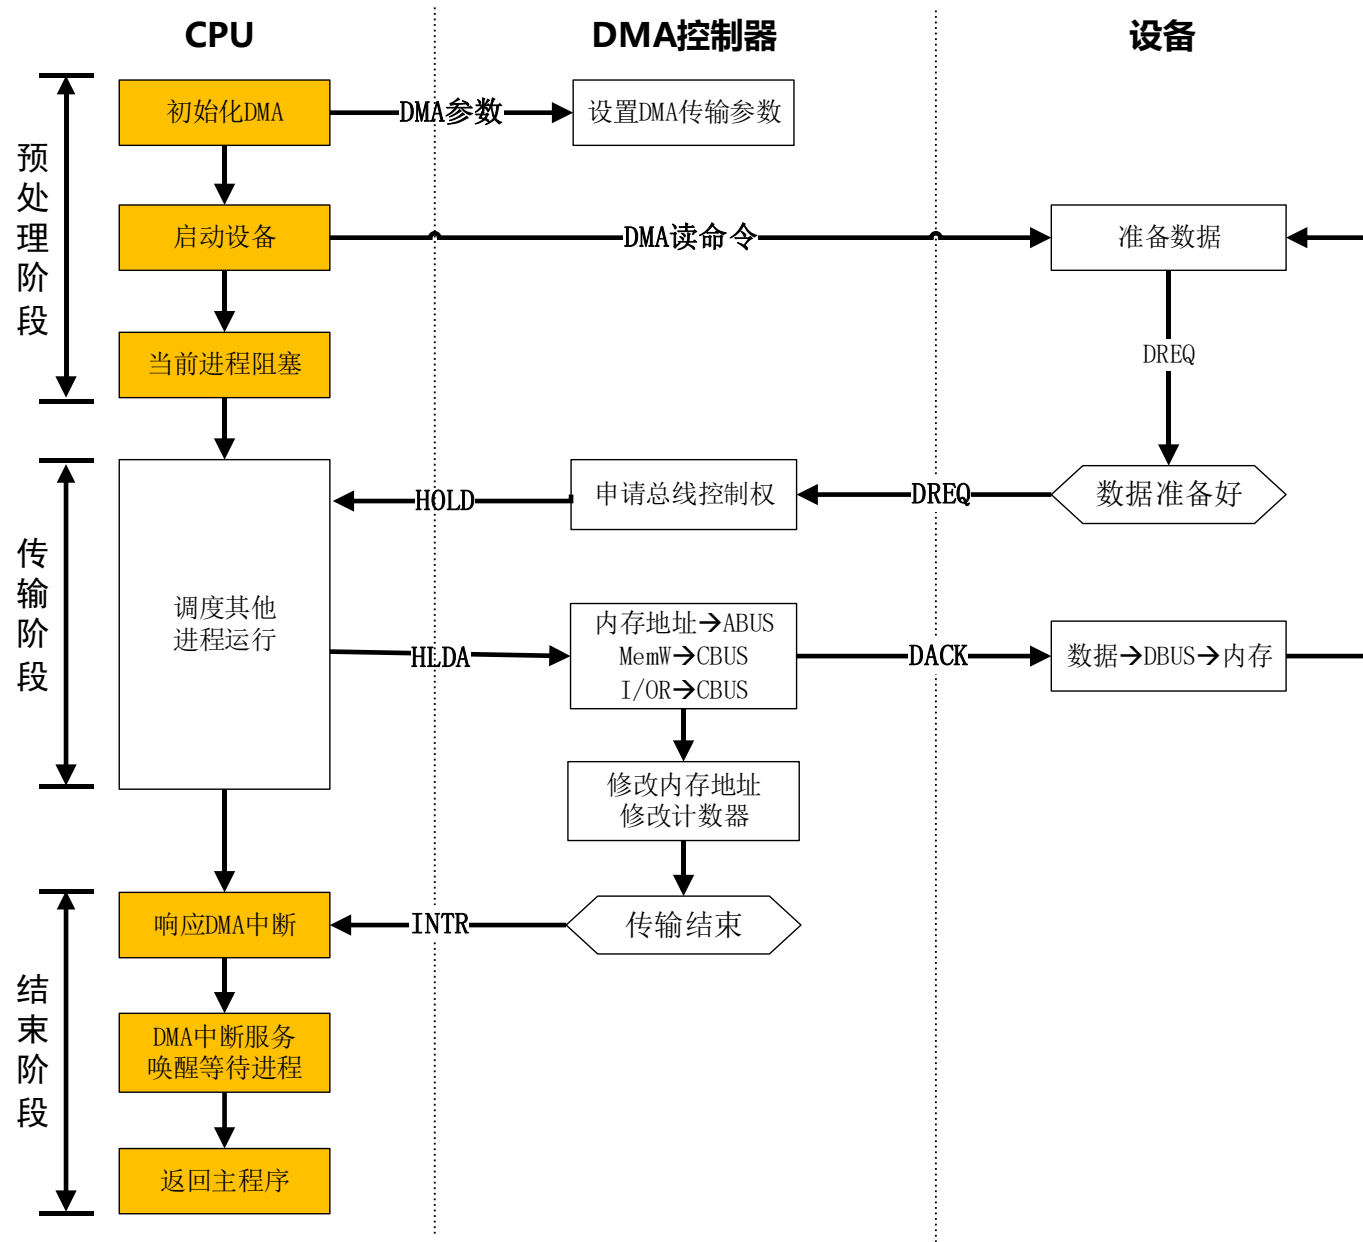 CPU
DMA控制器
设备
预处理阶段
初始化DMA
DMA参数
设置DMA传输参数
启动设备
DMA读命令
准备数据
当前进程阻塞
DREQ
传输阶段
调度其他
进程运行
HOLD
申请总线控制权
DREQ
数据准备好
HLDA
内存地址→ABUS
MemW→CBUS
I/OR→CBUS
DACK
数据→DBUS→内存
修改内存地址
修改计数器
结束阶段
响应DMA中断
INTR
传输结束
DMA中断服务
唤醒等待进程
返回主程序